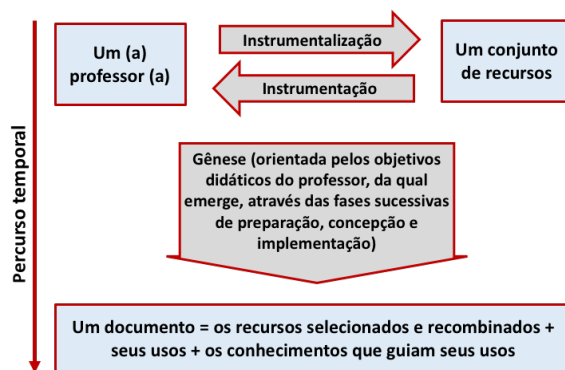 Um (a)
professor (a)
Instrumentalização
Instrumentação
Um conjunto
de recursos
Percurso temporal
Gênese (orientada pelos objetivos
didáticos do professor, da qual
emerge, através das fases sucessivas
de preparação, concepção e
implementação)
Um documento = os recursos selecionados e recombinados +
seus usos + os conhecimentos que guiam seus usos